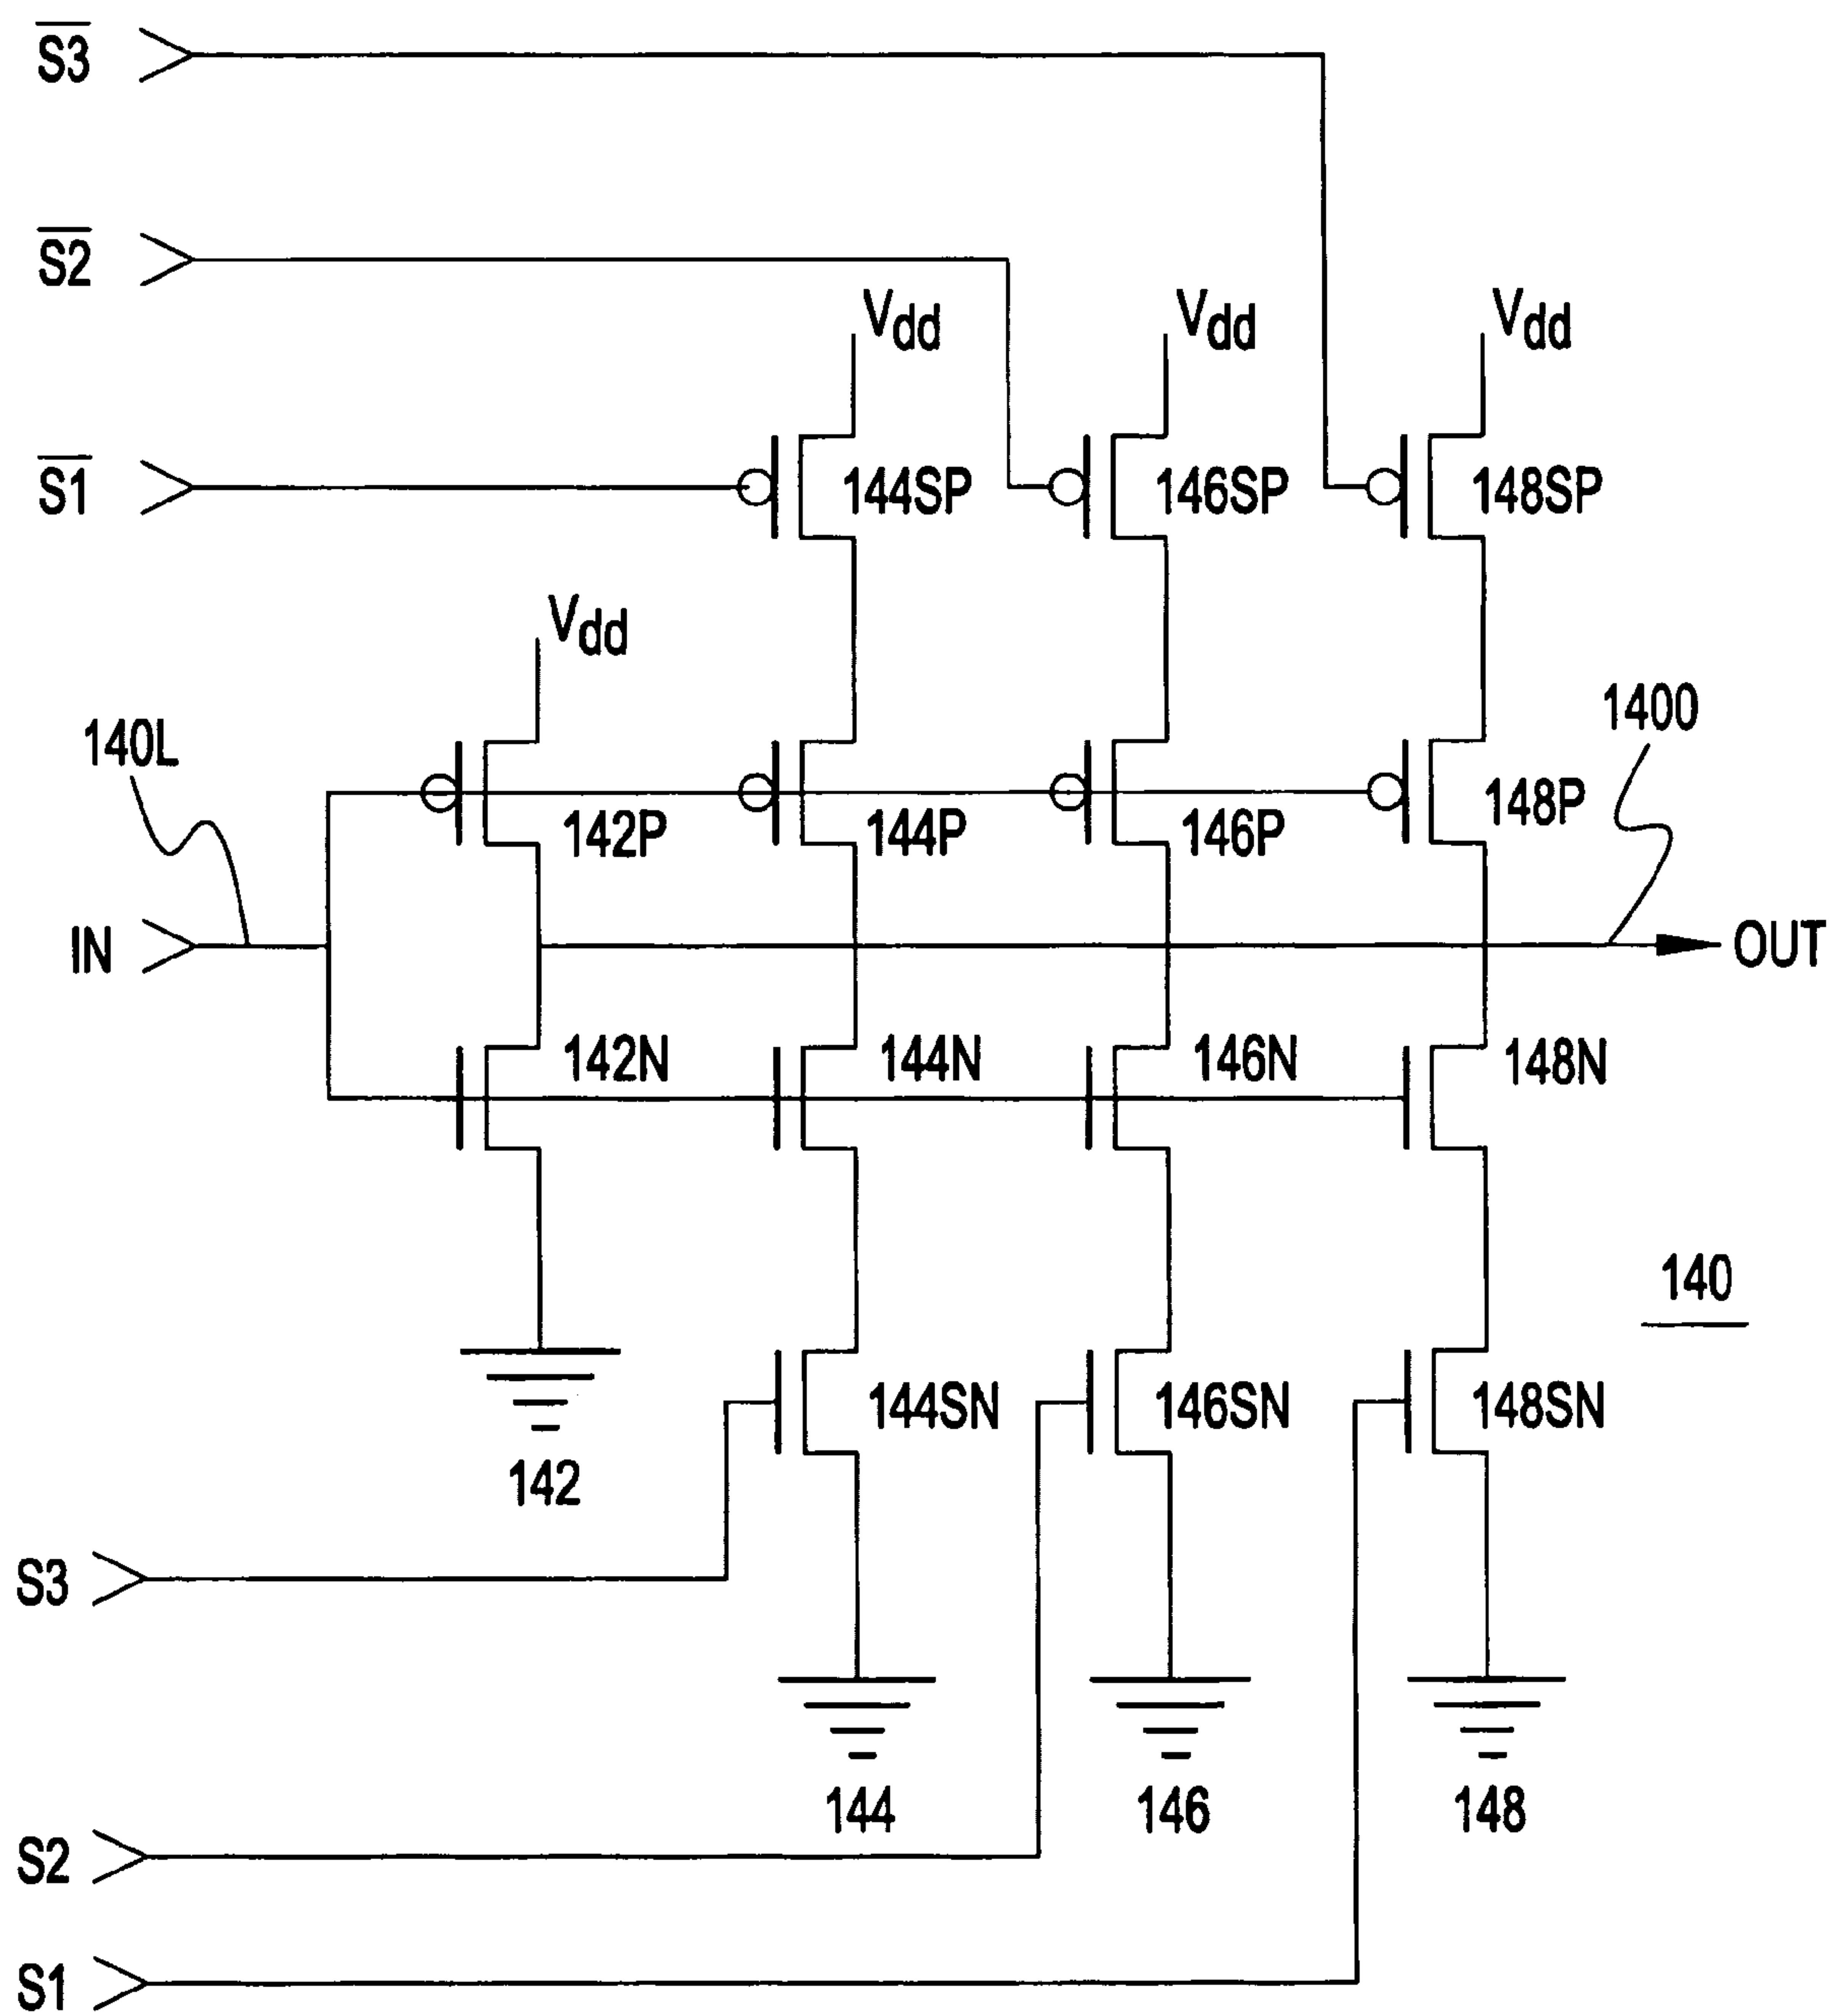 S3
S2
Vdd Vdd Vdd
S1 144SP 146SP 148SP
Vdd
140L 1400
142P 144P 146P 148P
IN OUT
142N 144N 146N 148N
140
144SN 146SN 148SN
142
S3
144 146 148
S2
S1